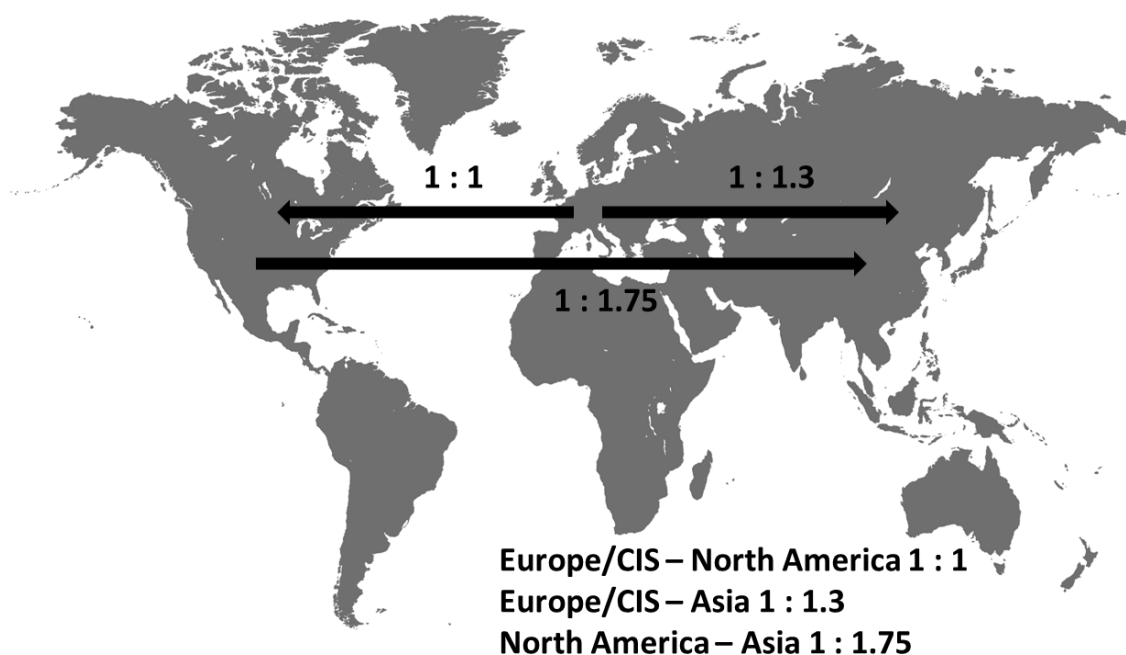 1 : 1
1 : 1.3
1 : 1.75
Europe/CIS – North America 1 : 1
Europe/CIS – Asia 1 : 1.3
North America – Asia 1 : 1.75